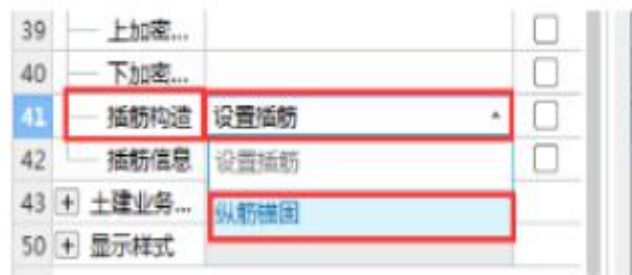 39 上加密...
40 下加密...
41 插筋构造 设置插筋
42 插筋信息 设置插筋
纵筋锚固
43 土建业务...
50 显示样式